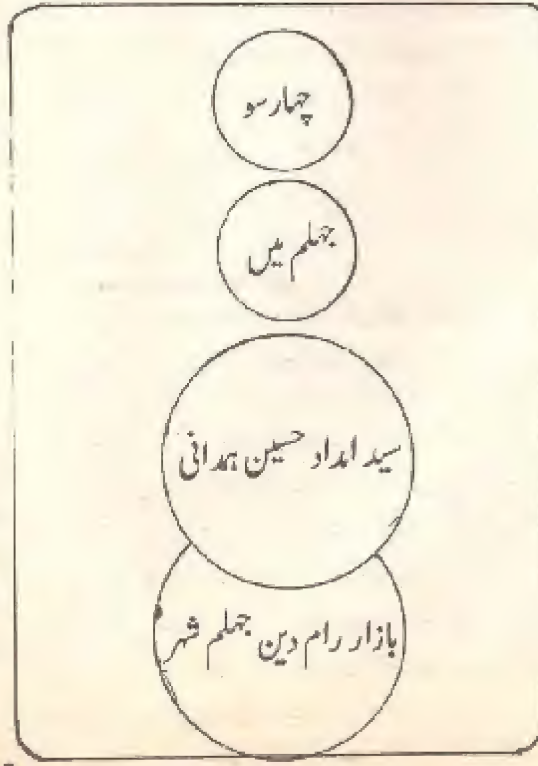 چہار سو
جہلم میں
سید امداد حسین ہمدانی
بازار رام دین جہلم شہر